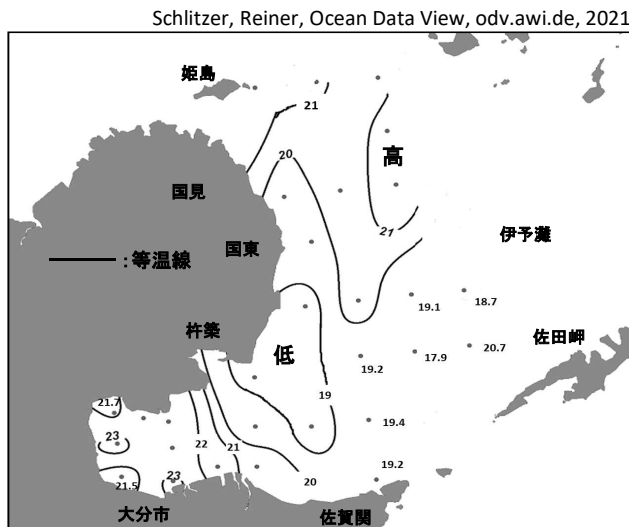 Schlitzer, Reiner, Ocean Data View, odv.awi.de, 2021
姫島
21
高
20
国見
21
国東
伊予灘
:等温線
19.1
18.7
杵築
低
佐田岬
19.2
17.9
20.7
19
21.7
19.4
23
22
21
19.2
21.5
23
20
大分市
佐賀関